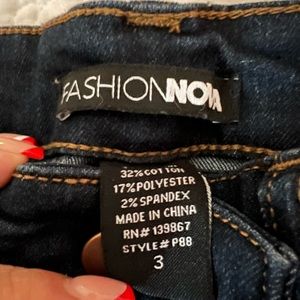 FASHIONNOVA
32% COTTON
17% POLYESTER
2% SPANDEX
MADE IN CHINA
RN# 139867
STYLE# P88
3